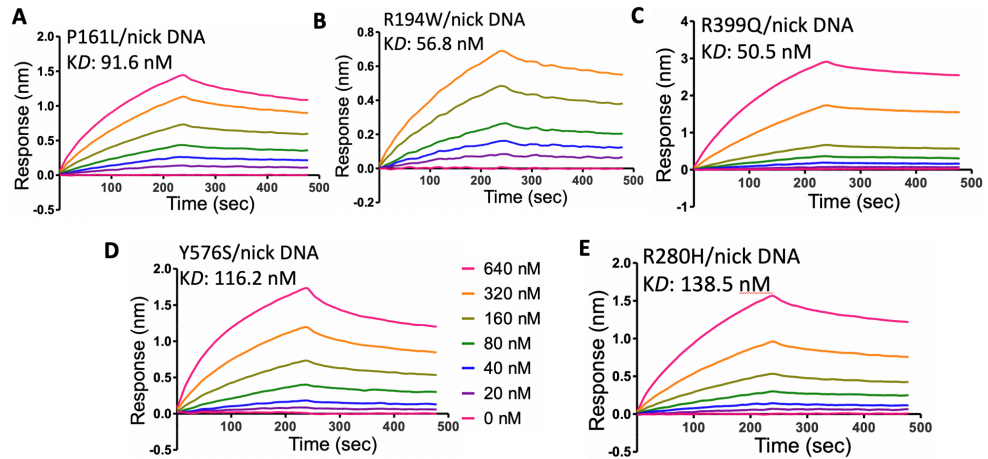 A
P161L/nick DNA
KD: 91.6 nM
Response (nm)
2.0
1.5
1.0
0.5
0.0
-0.5
100 200 300 400 500
Time (sec)
B
R194W/nick DNA
KD: 56.8 nM
Response (nm)
0.8
0.6
0.4
0.2
0.0
-0.2
100 200 300 400 500
Time (sec)
C
R399Q/nick DNA
KD: 50.5 nM
Response (nm)
4
3
2
1
0
-1
100 200 300 400 500
Time (sec)
D
Y576S/nick DNA
KD: 116.2 nM
Response (nm)
2.0
1.5
1.0
0.5
0.0
-0.5
100 200 300 400 500
Time (sec)
640 nM
320 nM
160 nM
80 nM
40 nM
20 nM
0 nM
E
R280H/nick DNA
KD: 138.5 nM
Response (nm)
2.0
1.5
1.0
0.5
0.0
-0.5
100 200 300 400 500
Time (sec)